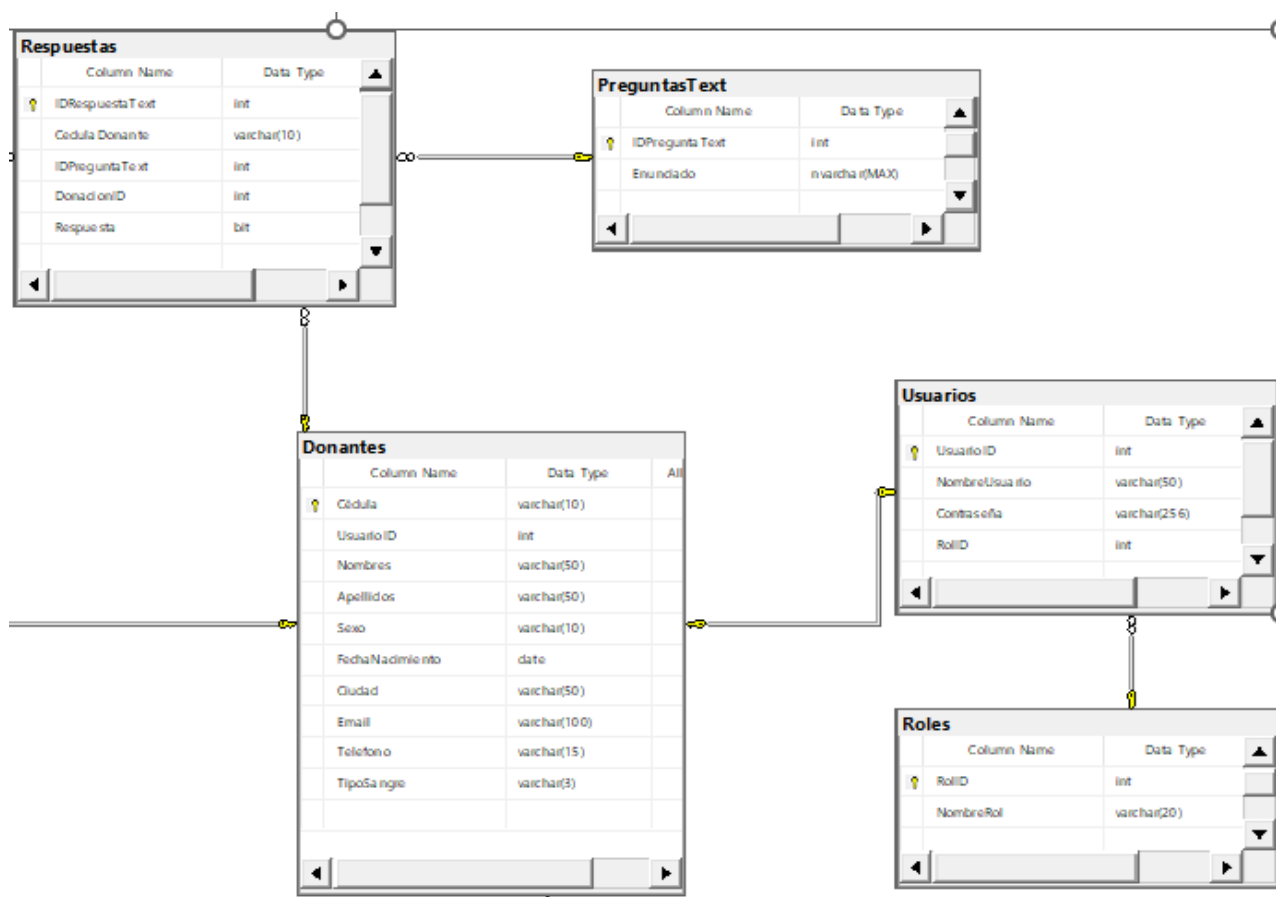 Respuestas
Column Name Data Type
IDRespuestaText int
Cedula Donante varchar(10)
IDPreguntaText int
DonacionID int
Respuesta bit
PreguntasText
Column Name Data Type
IDPregunta Text int
Enunciado nvarchar(MAX)
Donantes
Column Name Data Type All
Cédula varchar(10)
UsuarioID int
Nombres varchar(50)
Apellidos varchar(50)
Sexo varchar(10)
FechaNacimiento date
Ciudad varchar(50)
Email varchar(100)
Telefono varchar(15)
TipoSangre varchar(3)
Usuarios
Column Name Data Type
UsuarioID int
NombreUsuario varchar(50)
Contraseña varchar(256)
RolID int
Roles
Column Name Data Type
RolID int
NombreRol varchar(20)